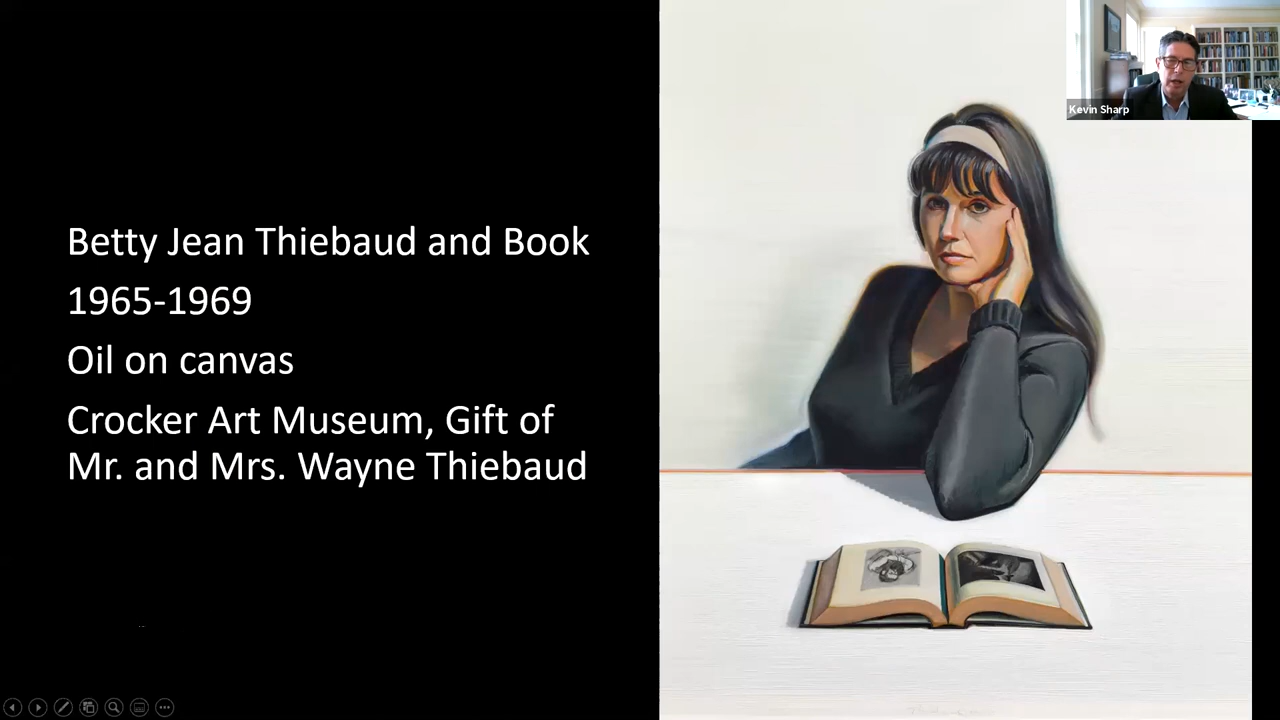 Kevin Sharp
Betty Jean Thiebaud and Book
1965-1969
Oil on canvas
Crocker Art Museum, Gift of
Mr. and Mrs. Wayne Thiebaud